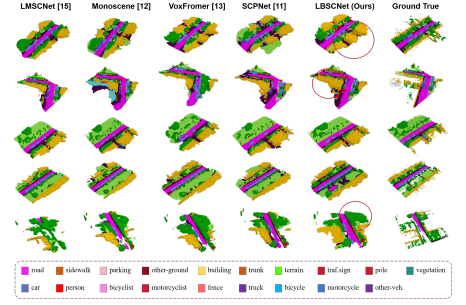 LMSCNet [15] Monoscene [12] VoxFromer [13] SCPNet [11] LBSCNet (Ours) Ground True
road sidewalk parking other-ground building trunk terrain traf.sign pole vegetation
car person bicyclist motorcyclist fence truck bicycle motorcycle other-veh.